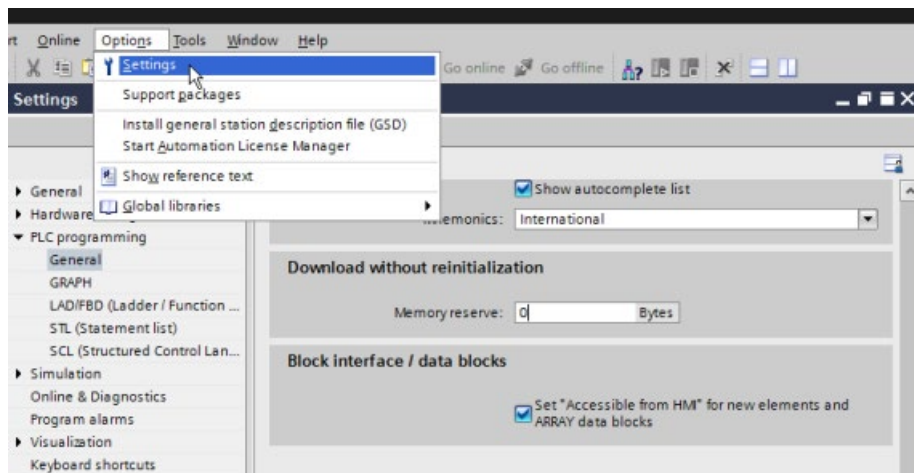 rt Online Options Tools Window Help
Settings
Go online Go offline
Settings
Support packages
Install general station description file (GSD)
Start Automation License Manager
Show reference text
Global libraries
General
Hardware
PLC programming
General
GRAPH
LAD/FBD (Ladder / Function ...
STL (Statement list)
SCL (Structured Control Lan...
Simulation
Online & Diagnostics
Program alarms
Visualization
Keyboard shortcuts
Show autocomplete list
emonics: International
Download without reinitialization
Memory reserve: 0 Bytes
Block interface / data blocks
Set "Accessible from HMI" for new elements and
ARRAY data blocks